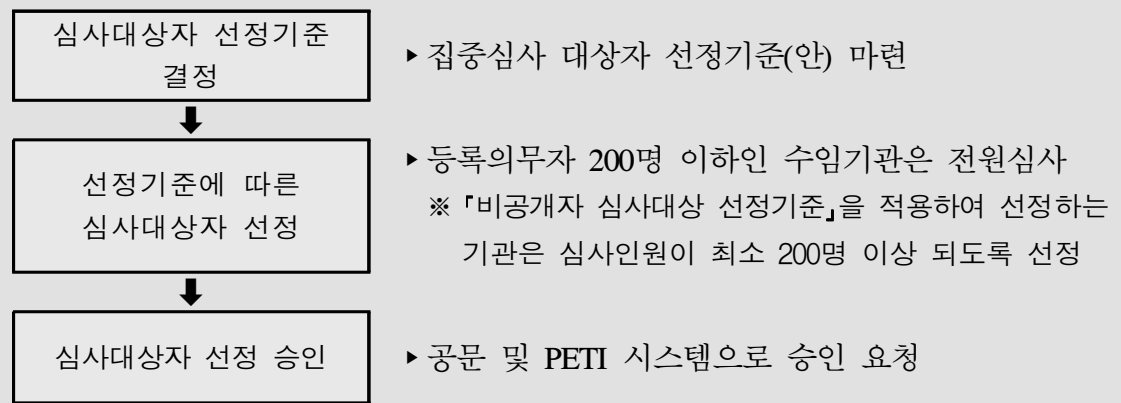 심사대상자 선정기준
결정
▸집중심사 대상자 선정기준(안) 마련
선정기준에 따른
심사대상자 선정
▸등록의무자 200명 이하인 수임기관은 전원심사
※『비공개자 심사대상 선정기준』을 적용하여 선정하는
기관은 심사인원이 최소 200명 이상 되도록 선정
심사대상자 선정 승인
▸공문 및 PETI 시스템으로 승인 요청